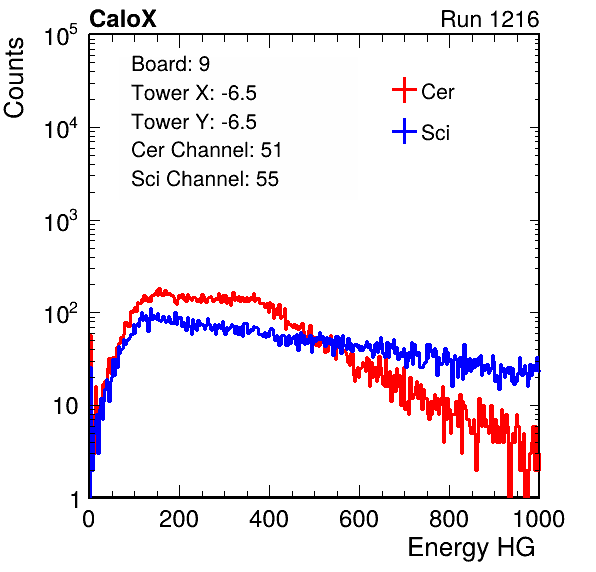 CaloX Run 1216
Counts
10^5
10^4
10^3
10^2
10
1
Board: 9
Tower X: -6.5
Tower Y: -6.5
Cer Channel: 51
Sci Channel: 55
Cer
Sci
0 200 400 600 800 1000
Energy HG